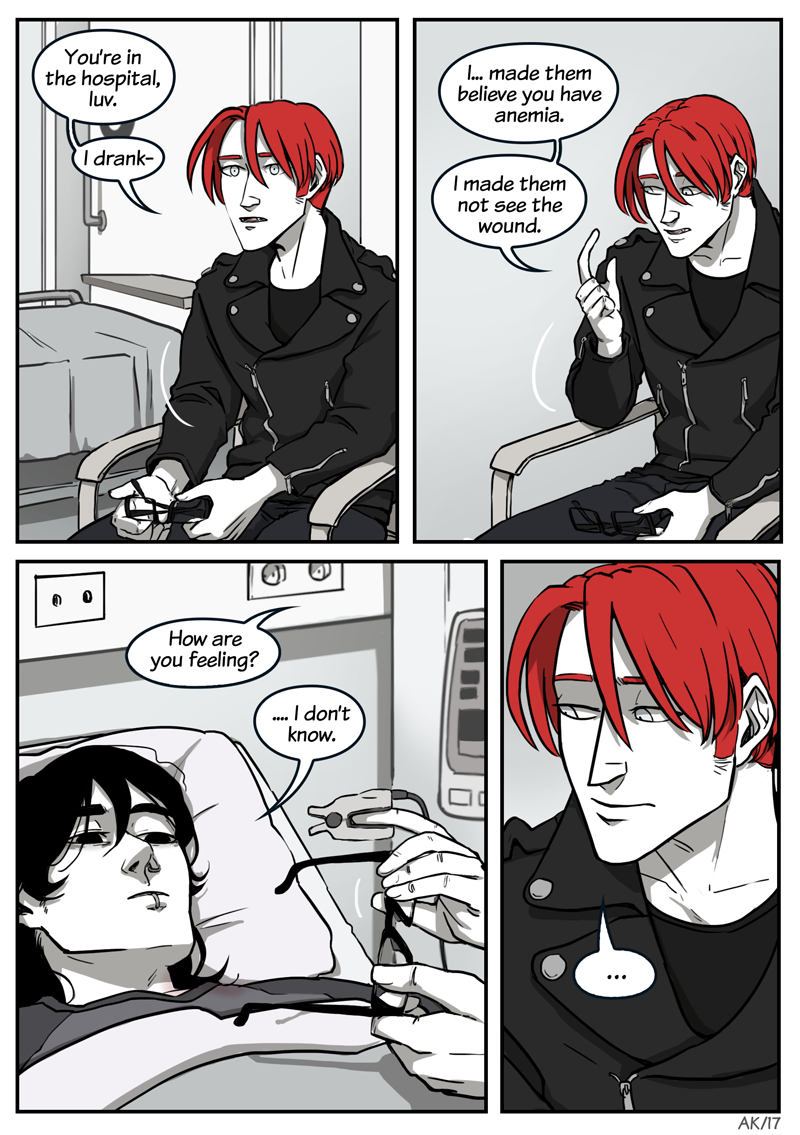 You're in
the hospital,
luv.
I drank-
I... made them
believe you have
anemia.
I made them
not see the
wound.
How are
you feeling?
.... I don't
know.
...
AK/17